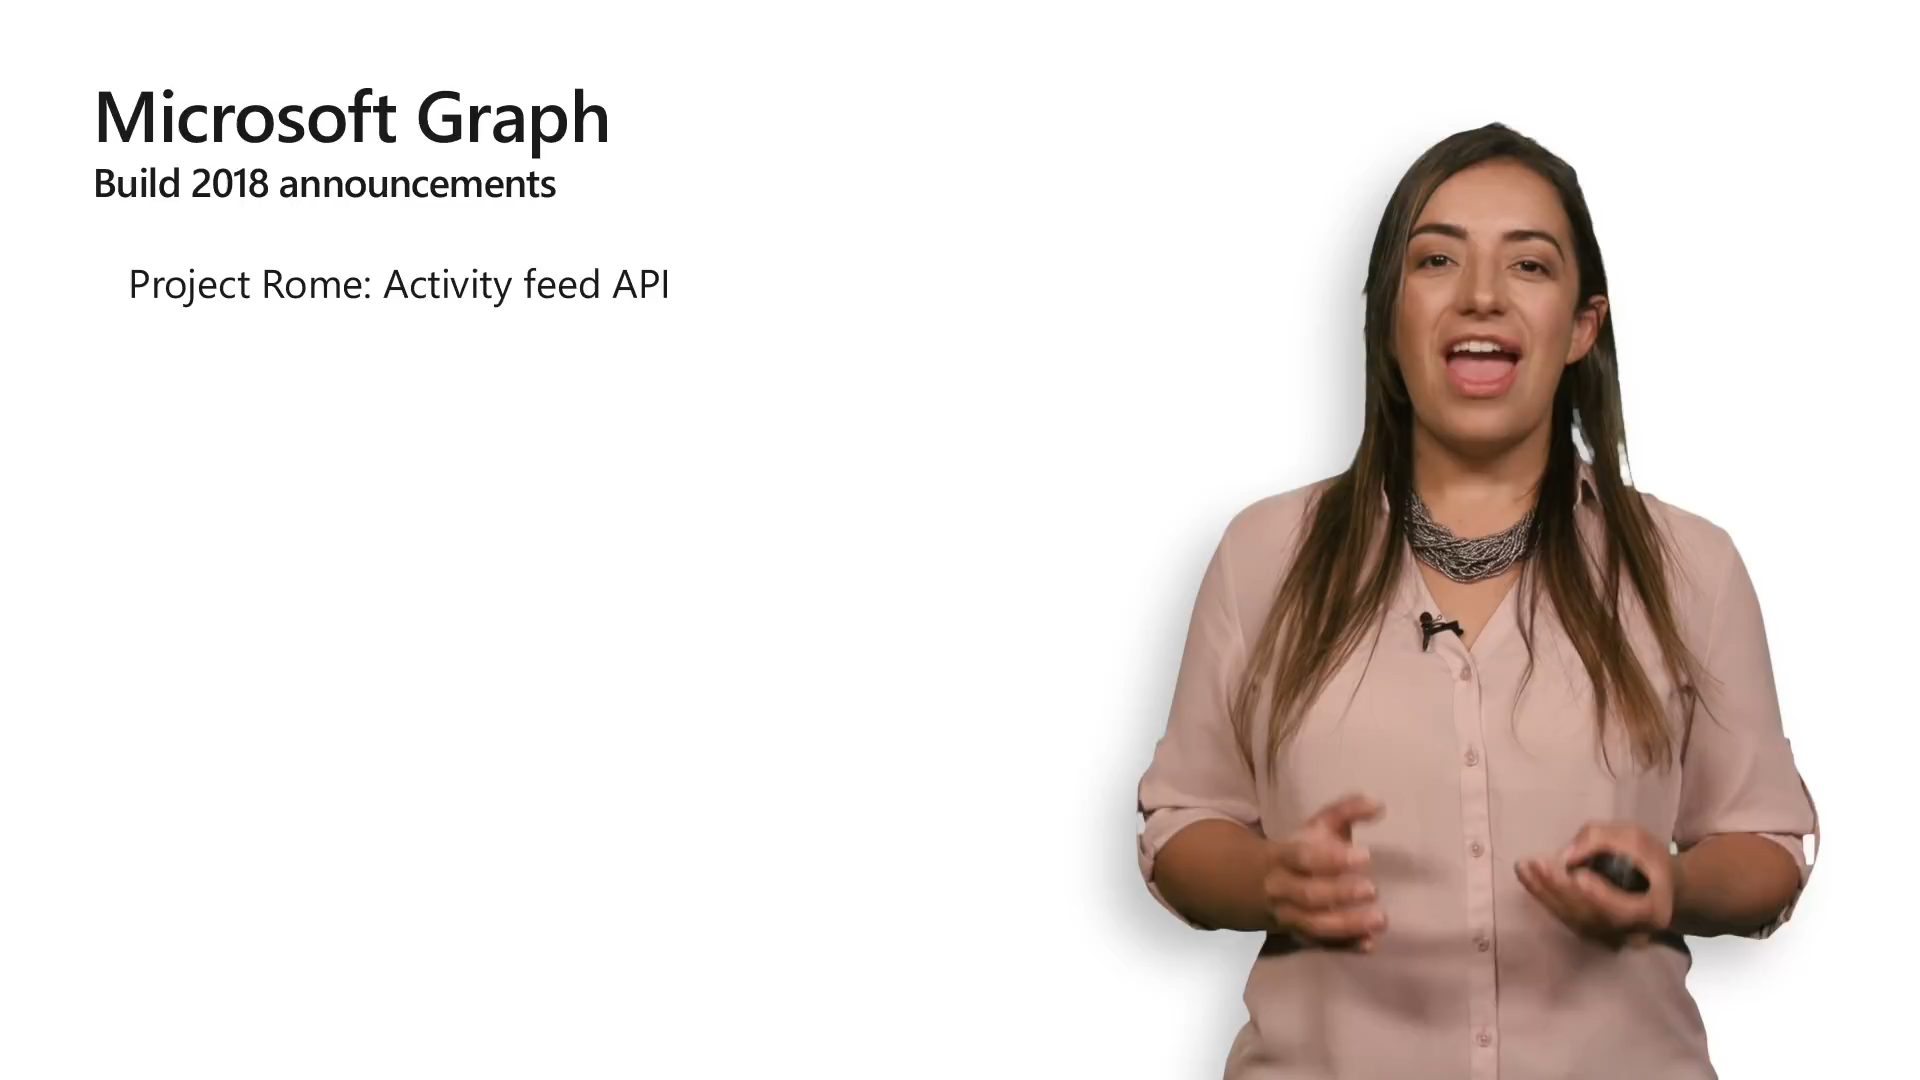 Microsoft Graph
Build 2018 announcements
Project Rome: Activity feed API